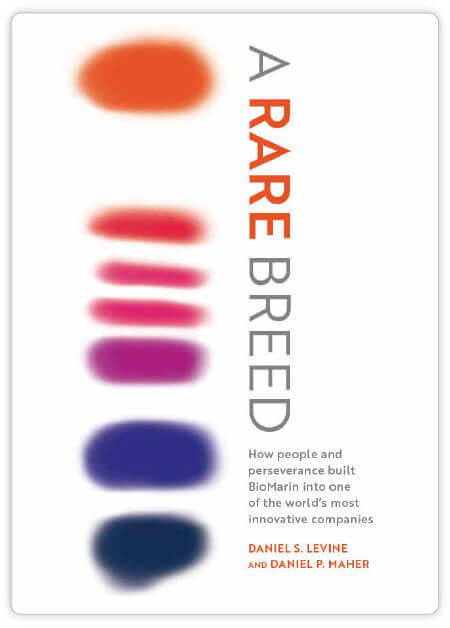 A RARE BREED
How people and
perseverance built
BioMarin into one
of the world's most
innovative companies
DANIEL S. LEVINE
AND DANIEL P. MAHER